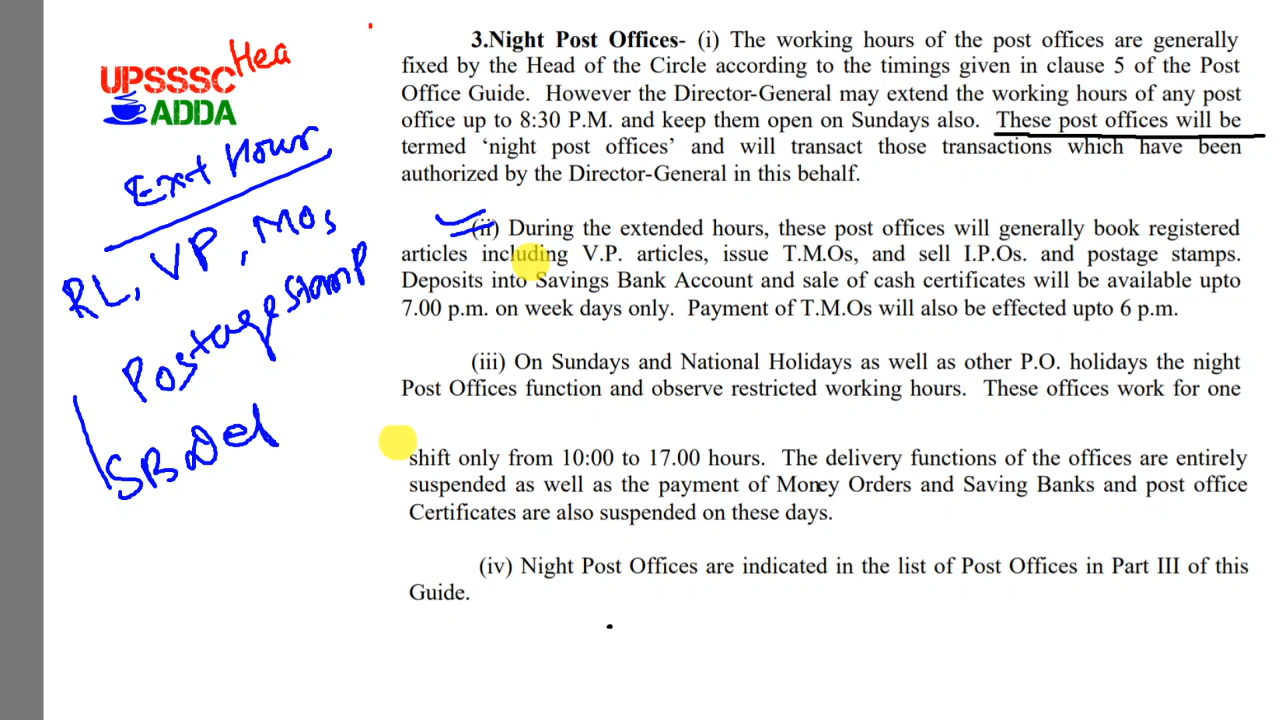 UPSSSC
ADDA
Hea
Ext Hour
RL, VP, MOs
Postage stamp
SB Del
3.Night Post Offices- (i) The working hours of the post offices are generally
fixed by the Head of the Circle according to the timings given in clause 5 of the Post
Office Guide. However the Director-General may extend the working hours of any post
office up to 8:30 P.M. and keep them open on Sundays also. These post offices will be
termed ‘night post offices’ and will transact those transactions which have been
authorized by the Director-General in this behalf.
(ii) During the extended hours, these post offices will generally book registered
articles including V.P. articles, issue T.M.Os, and sell I.P.Os. and postage stamps.
Deposits into Savings Bank Account and sale of cash certificates will be available upto
7.00 p.m. on week days only. Payment of T.M.Os will also be effected upto 6 p.m.
(iii) On Sundays and National Holidays as well as other P.O. holidays the night
Post Offices function and observe restricted working hours. These offices work for one
shift only from 10:00 to 17.00 hours. The delivery functions of the offices are entirely
suspended as well as the payment of Money Orders and Saving Banks and post office
Certificates are also suspended on these days.
(iv) Night Post Offices are indicated in the list of Post Offices in Part III of this
Guide.